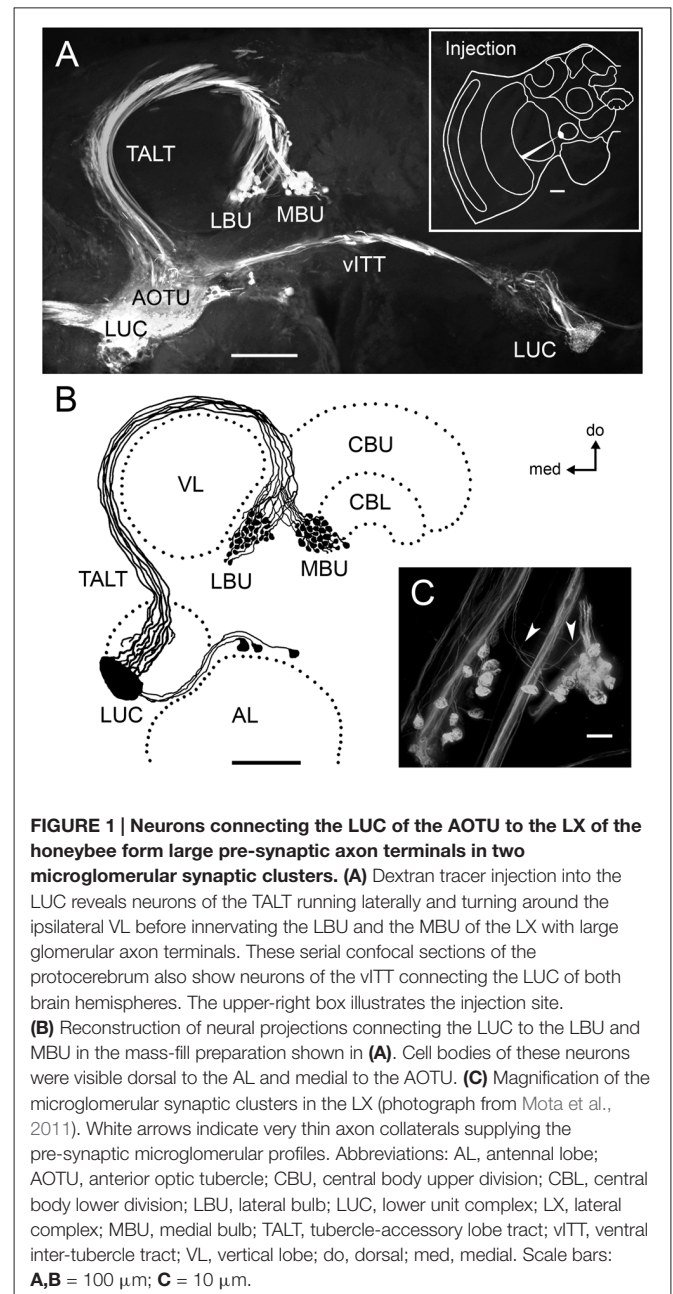 A
Injection
TALT
LBU
MBU
vITT
AOTU
LUC
LUC
B
do
med
CBU
VL
CBL
LBU
MBU
TALT
C
LUC
AL
FIGURE 1 | Neurons connecting the LUC of the AOTU to the LX of the
honeybee form large pre-synaptic axon terminals in two
microglomerular synaptic clusters. (A) Dextran tracer injection into the
LUC reveals neurons of the TALT running laterally and turning around the
ipsilateral VL before innervating the LBU and the MBU of the LX with large
glomerular axon terminals. These serial confocal sections of the
protocerebrum also show neurons of the vITT connecting the LUC of both
brain hemispheres. The upper-right box illustrates the injection site.
(B) Reconstruction of neural projections connecting the LUC to the LBU and
MBU in the mass-fill preparation shown in (A). Cell bodies of these neurons
were visible dorsal to the AL and medial to the AOTU. (C) Magnification of the
microglomerular synaptic clusters in the LX (photograph from Mota et al.,
2011). White arrows indicate very thin axon collaterals supplying the
pre-synaptic microglomerular profiles. Abbreviations: AL, antennal lobe;
AOTU, anterior optic tubercle; CBU, central body upper division; CBL, central
body lower division; LBU, lateral bulb; LUC, lower unit complex; LX, lateral
complex; MBU, medial bulb; TALT, tubercle-accessory lobe tract; vITT, ventral
inter-tubercle tract; VL, vertical lobe; do, dorsal; med, medial. Scale bars:
A,B = 100 μm; C = 10 μm.